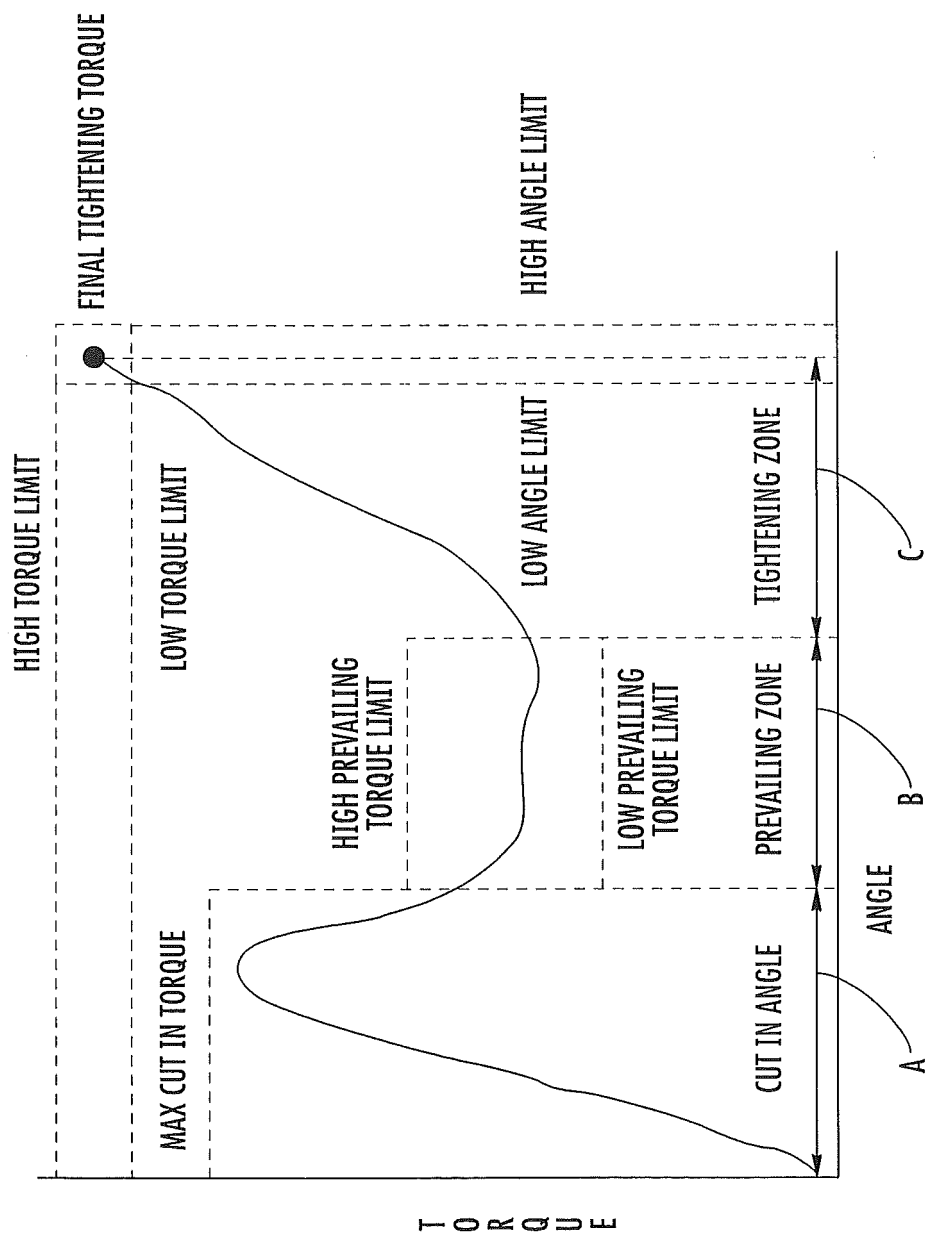 HIGH TORQUE LIMIT
FINAL TIGHTENING TORQUE
MAX CUT IN TORQUE
LOW TORQUE LIMIT
HIGH PREVAILING
TORQUE LIMIT
LOW ANGLE LIMIT
HIGH ANGLE LIMIT
LOW PREVAILING
TORQUE LIMIT
TORQUE
CUT IN ANGLE
PREVAILING ZONE
TIGHTENING ZONE
ANGLE
A
B
C